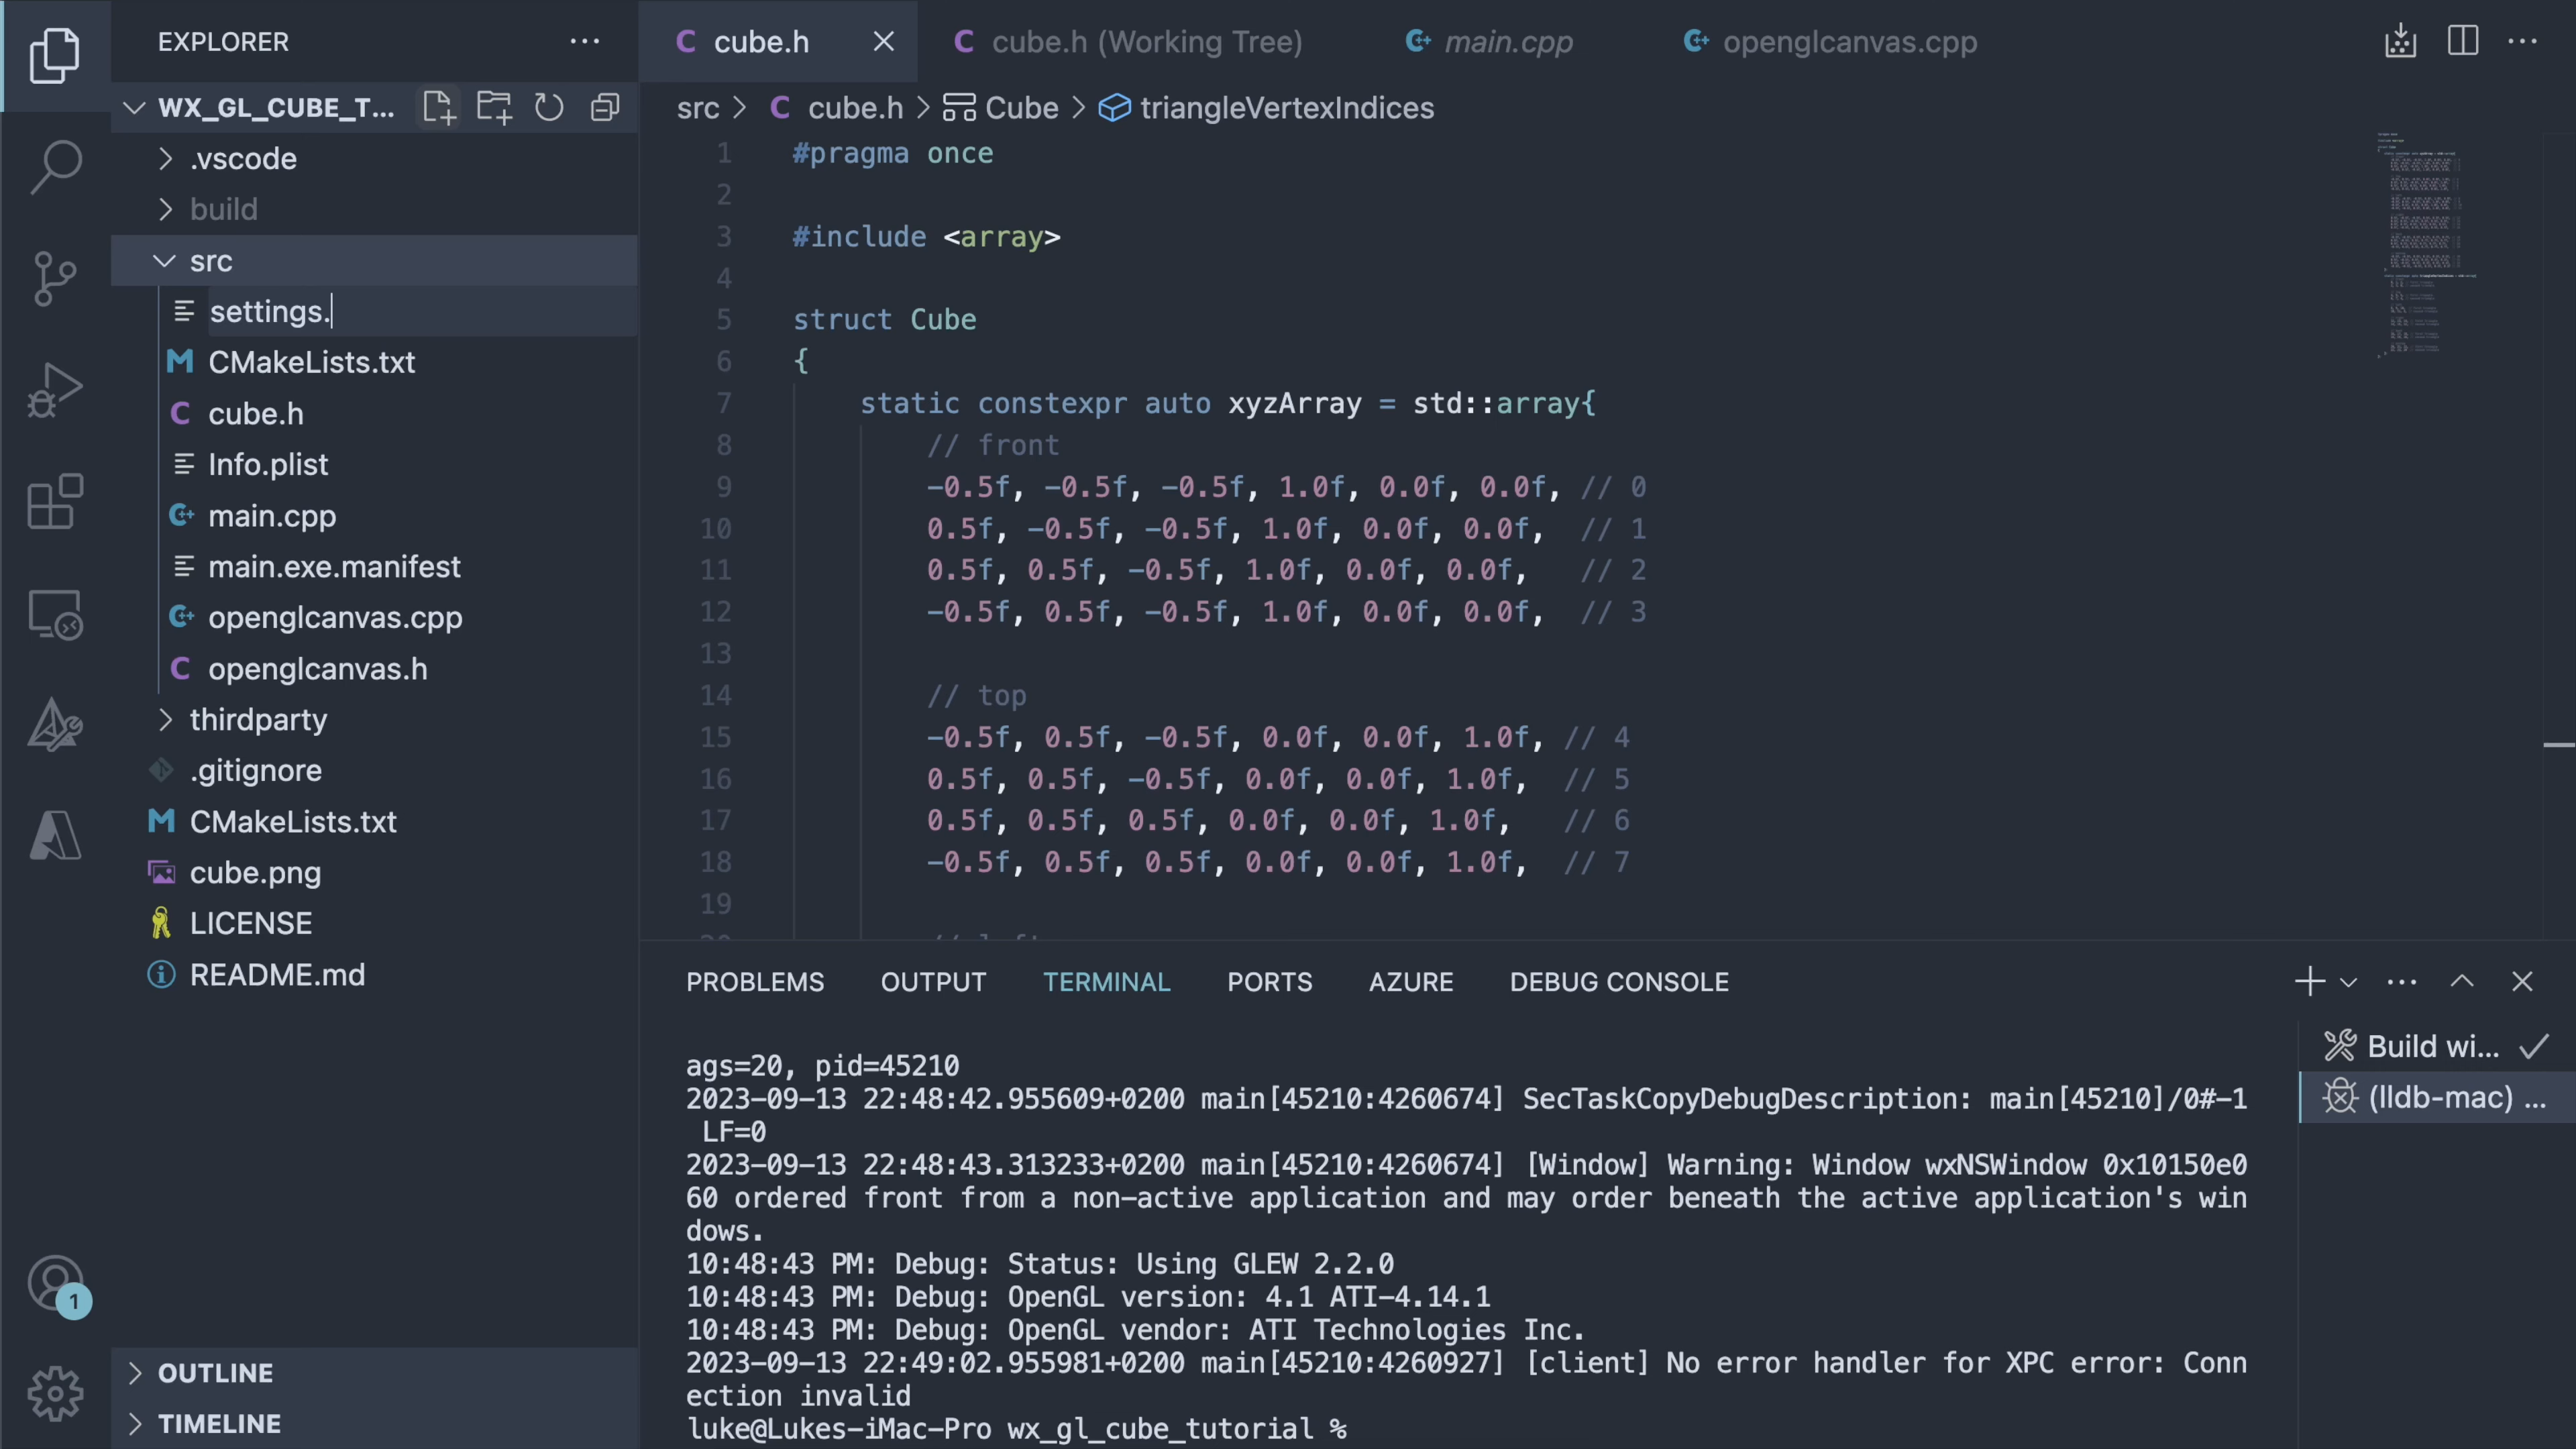 EXPLORER
WX_GL_CUBE_T...
.vscode
build
src
settings.
CMakeLists.txt
cube.h
Info.plist
main.cpp
main.exe.manifest
openglcanvas.cpp
openglcanvas.h
thirdparty
.gitignore
CMakeLists.txt
cube.png
LICENSE
README.md
1
OUTLINE
TIMELINE
cube.h
cube.h (Working Tree)
main.cpp
openglcanvas.cpp
src > cube.h > Cube > triangleVertexIndices
1 #pragma once
2
3 #include <array>
4
5 struct Cube
6 {
7 static constexpr auto xyzArray = std::array{
8 // front
9 -0.5f, -0.5f, -0.5f, 1.0f, 0.0f, 0.0f, // 0
10 0.5f, -0.5f, -0.5f, 1.0f, 0.0f, 0.0f, // 1
11 0.5f, 0.5f, -0.5f, 1.0f, 0.0f, 0.0f, // 2
12 -0.5f, 0.5f, -0.5f, 1.0f, 0.0f, 0.0f, // 3
13
14 // top
15 -0.5f, 0.5f, -0.5f, 0.0f, 0.0f, 1.0f, // 4
16 0.5f, 0.5f, -0.5f, 0.0f, 0.0f, 1.0f, // 5
17 0.5f, 0.5f, 0.5f, 0.0f, 0.0f, 1.0f, // 6
18 -0.5f, 0.5f, 0.5f, 0.0f, 0.0f, 1.0f, // 7
19
PROBLEMS OUTPUT TERMINAL PORTS AZURE DEBUG CONSOLE
ags=20, pid=45210
2023-09-13 22:48:42.955609+0200 main[45210:4260674] SecTaskCopyDebugDescription: main[45210]/0#-1
LF=0
2023-09-13 22:48:43.313233+0200 main[45210:4260674] [Window] Warning: Window wxNSWindow 0x10150e0
60 ordered front from a non-active application and may order beneath the active application's win
dows.
10:48:43 PM: Debug: Status: Using GLEW 2.2.0
10:48:43 PM: Debug: OpenGL version: 4.1 ATI-4.14.1
10:48:43 PM: Debug: OpenGL vendor: ATI Technologies Inc.
2023-09-13 22:49:02.955981+0200 main[45210:4260927] [client] No error handler for XPC error: Conn
ection invalid
luke@Lukes-iMac-Pro wx_gl_cube_tutorial %
Build wi...
(lldb-mac) ...